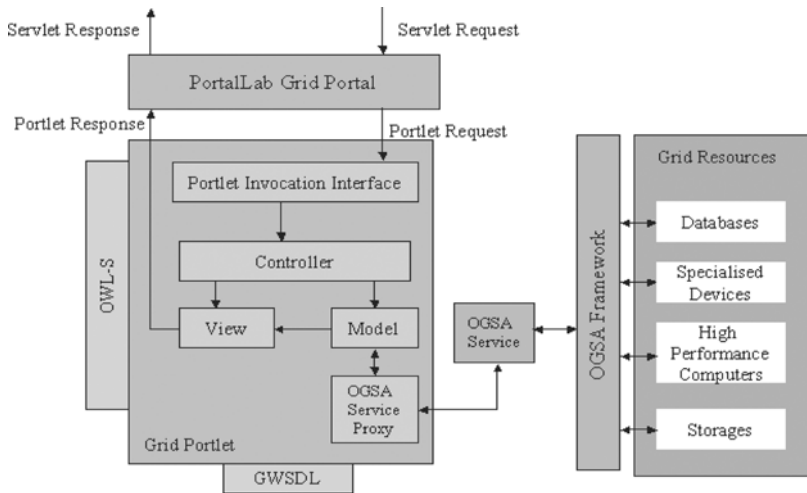 Servlet Response
Servlet Request
PortalLab Grid Portal
Portlet Response
Portlet Request
Portlet Invocation Interface
Controller
View
Model
OGSA
Service
Proxy
Grid Portlet
OWL-S
GWSDL
OGSA
Service
OGSA Framework
Grid Resources
Databases
Specialised
Devices
High
Performance
Computers
Storages